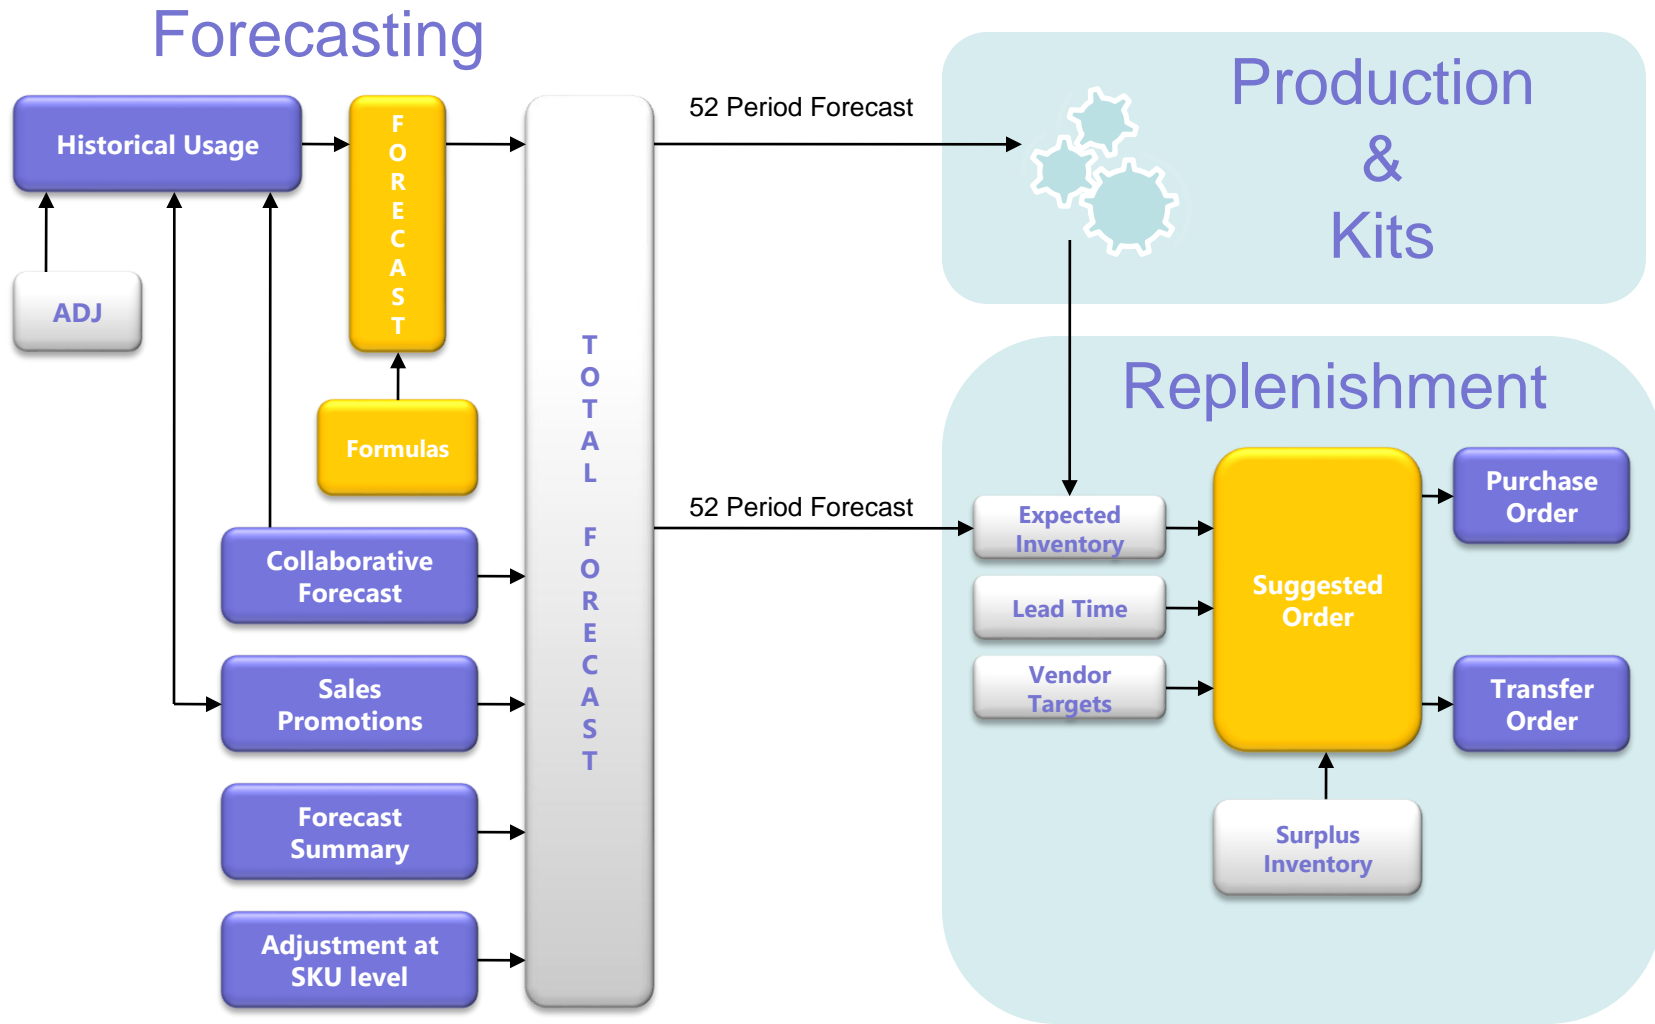 Forecasting
Historical Usage
ADJ
F
O
R
E
C
A
S
T
Formulas
Collaborative
Forecast
Sales
Promotions
Forecast
Summary
Adjustment at
SKU level
T
O
T
A
L
F
O
R
E
C
A
S
T
52 Period Forecast
52 Period Forecast
Production
&
Kits
Replenishment
Expected
Inventory
Lead Time
Vendor
Targets
Suggested
Order
Surplus
Inventory
Purchase
Order
Transfer
Order